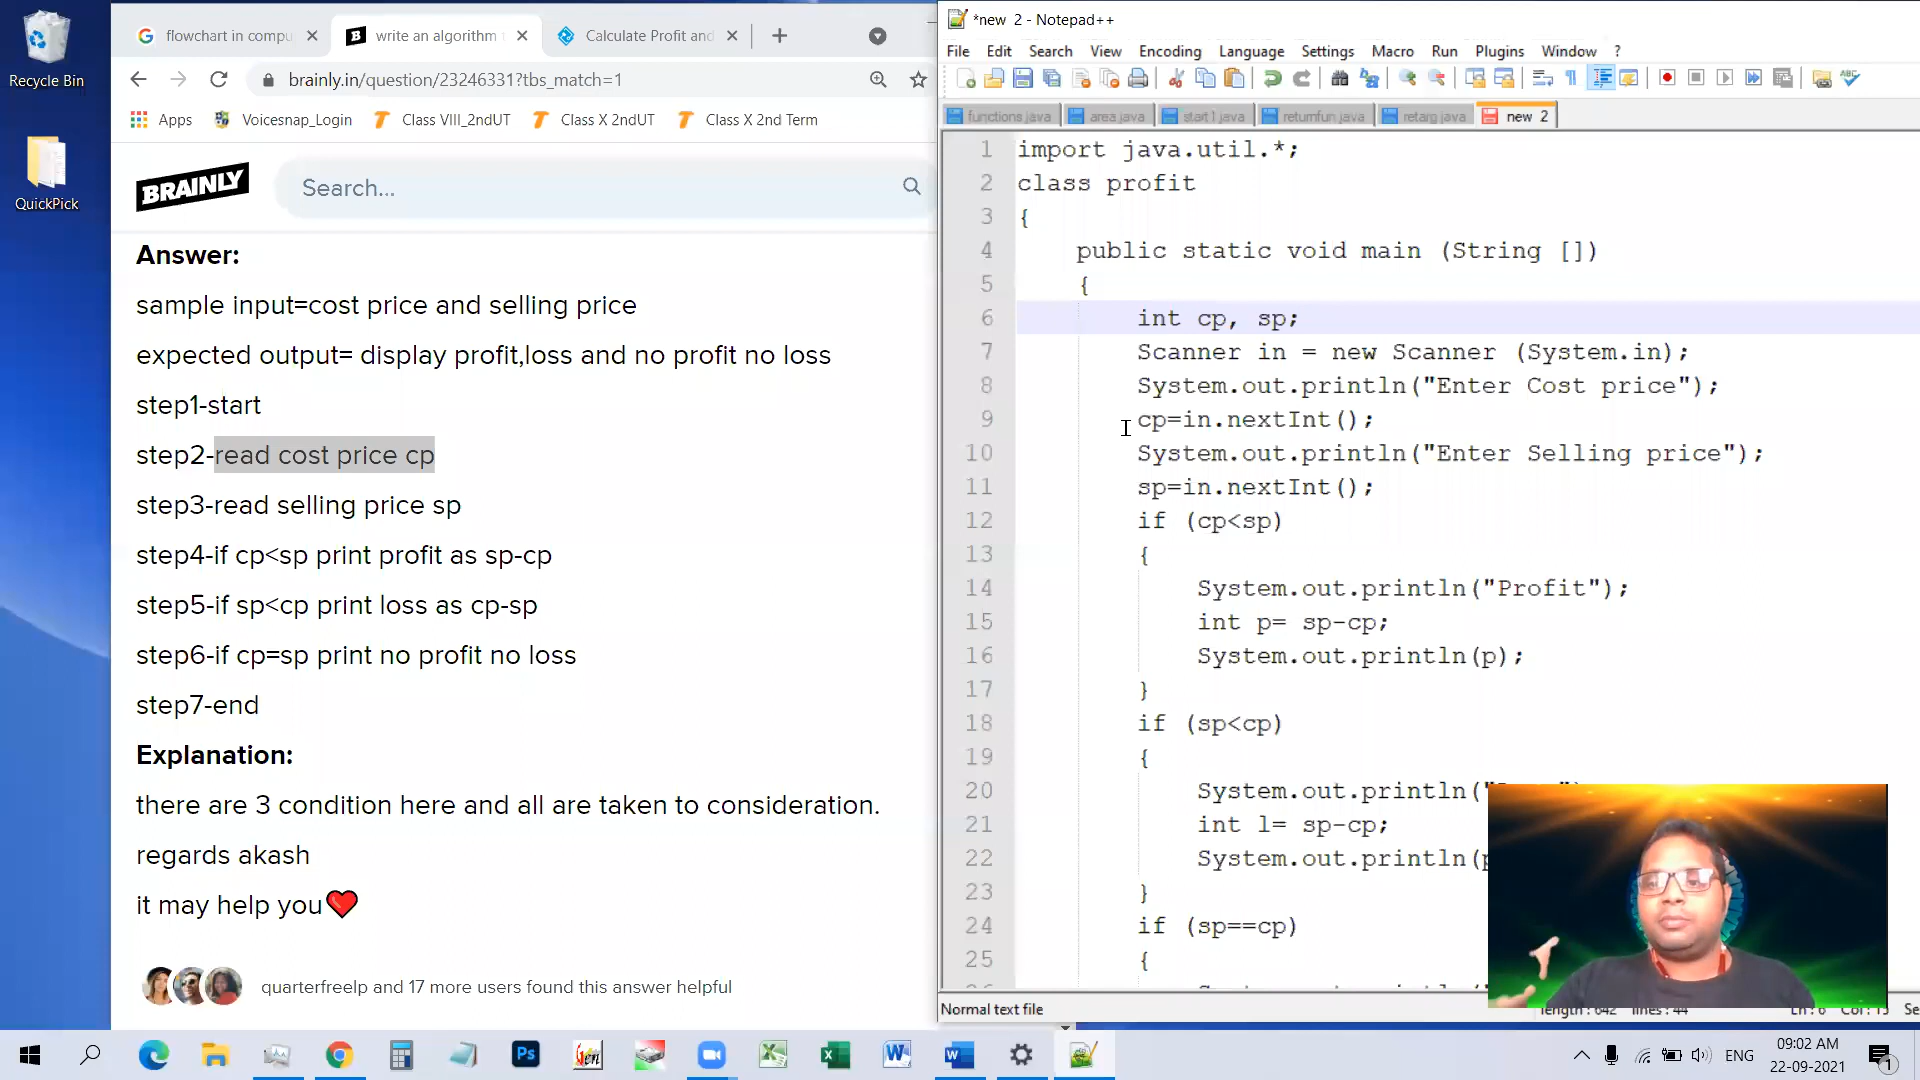 Recycle Bin
QuickPick
flowchart in compu
write an algorithm
Calculate Profit and
brainly.in/question/23246331?tbs_match=1
Apps
Voicesnap_Login
Class VIII_2ndUT
Class X 2ndUT
Class X 2nd Term
BRAINLY
Search...
Answer:
sample input=cost price and selling price
expected output= display profit,loss and no profit no loss
step1-start
step2-read cost price cp
step3-read selling price sp
step4-if cp<sp print profit as sp-cp
step5-if sp<cp print loss as cp-sp
step6-if cp=sp print no profit no loss
step7-end
Explanation:
there are 3 condition here and all are taken to consideration.
regards akash
it may help you❤️
quarterfreelp and 17 more users found this answer helpful
*new 2 - Notepad++
File Edit Search View Encoding Language Settings Macro Run Plugins Window ?
functions.java area.java start1.java returnfun.java retarg.java new 2
1 import java.util.*;
2 class profit
3 {
4 public static void main (String [])
5 {
6 int cp, sp;
7 Scanner in = new Scanner (System.in);
8 System.out.println("Enter Cost price");
9 cp=in.nextInt();
10 System.out.println("Enter Selling price");
11 sp=in.nextInt();
12 if (cp<sp)
13 {
14 System.out.println("Profit");
15 int p= sp-cp;
16 System.out.println(p);
17 }
18 if (sp<cp)
19 {
20 System.out.println("
21 int l= sp-cp;
22 System.out.println(
23 }
24 if (sp==cp)
25 {
Normal text file
length : 642 lines : 44
Ln : 6 Col : 15
Ps
ENG
09:02 AM
22-09-2021
1